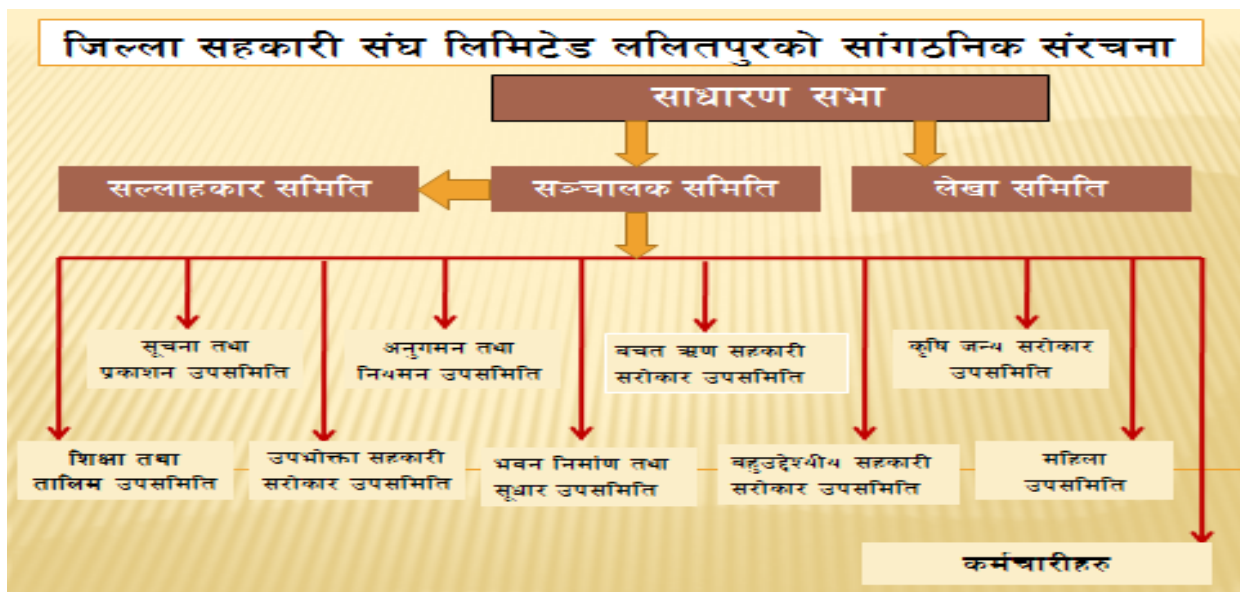 जिल्ला सहकारी संघ लिमिटेड ललितपुरको सांगठनिक संरचना
साधारण सभा
सल्लाहकार समिति
सञ्चालक समिति
लेखा समिति
सूचना तथा
प्रकाशन उपसमिति
अनुगमन तथा
नियमन उपसमिति
बचत ऋण सहकारी
सरोकार उपसमिति
कृषि जन्य सरोकार
उपसमिति
शिक्षा तथा
तालिम उपसमिति
उपभोक्ता सहकारी
सरोकार उपसमिति
भवन निर्माण तथा
सूधार उपसमिति
बहुउद्देश्यीय सहकारी
सरोकार उपसमिति
महिला
उपसमिति
कर्मचारीहरु